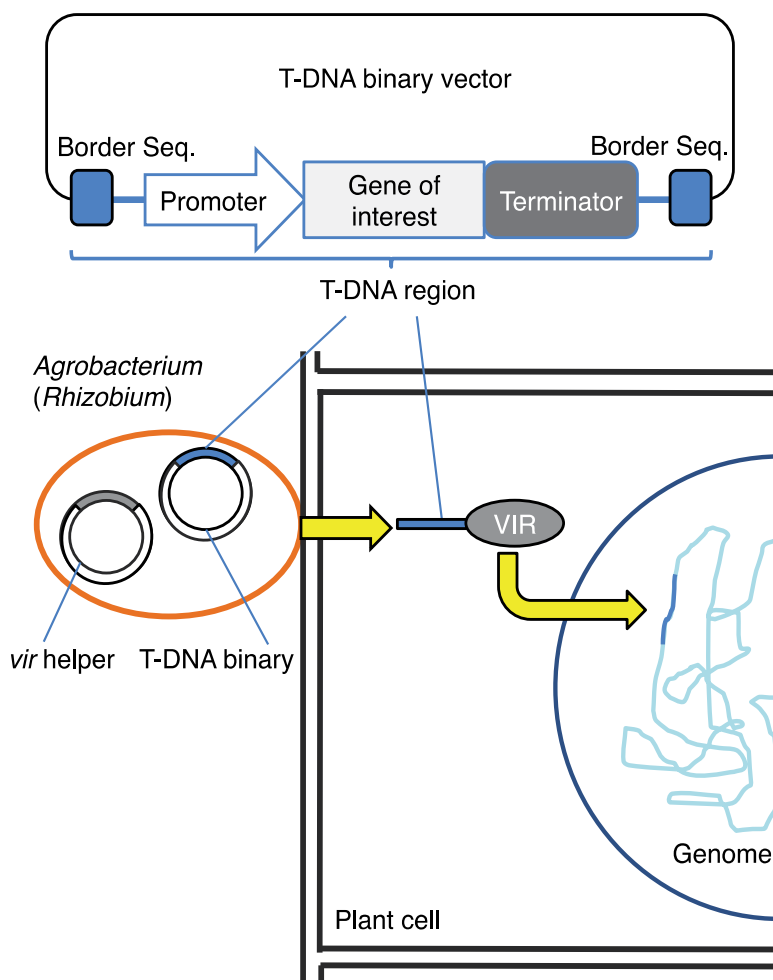 T-DNA binary vector
Border Seq.
Border Seq.
Promoter
Gene of
interest
Terminator
T-DNA region
Agrobacterium
(Rhizobium)
VIR
vir helper
T-DNA binary
Genome
Plant cell